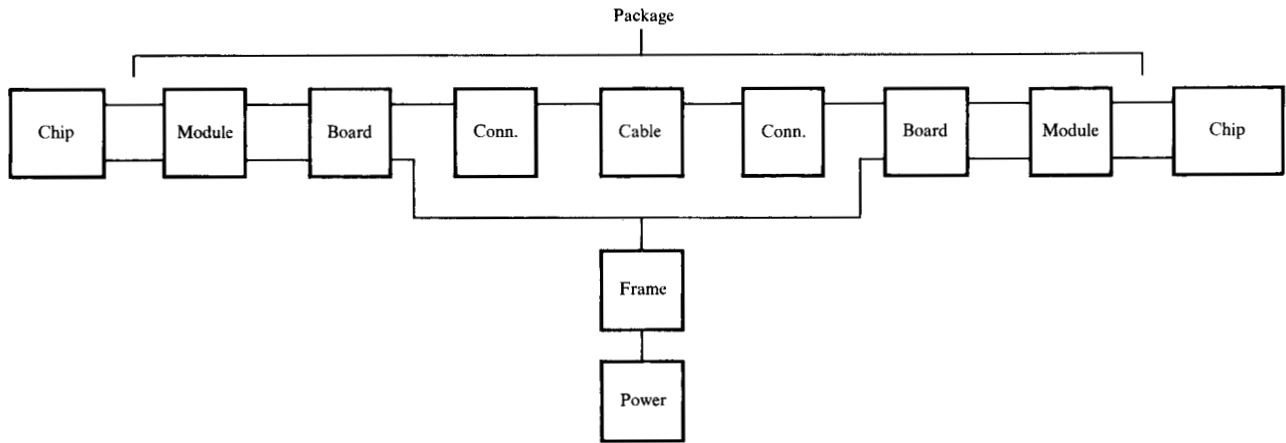 Package
Chip
Module
Board
Conn.
Cable
Conn.
Board
Module
Chip
Frame
Power